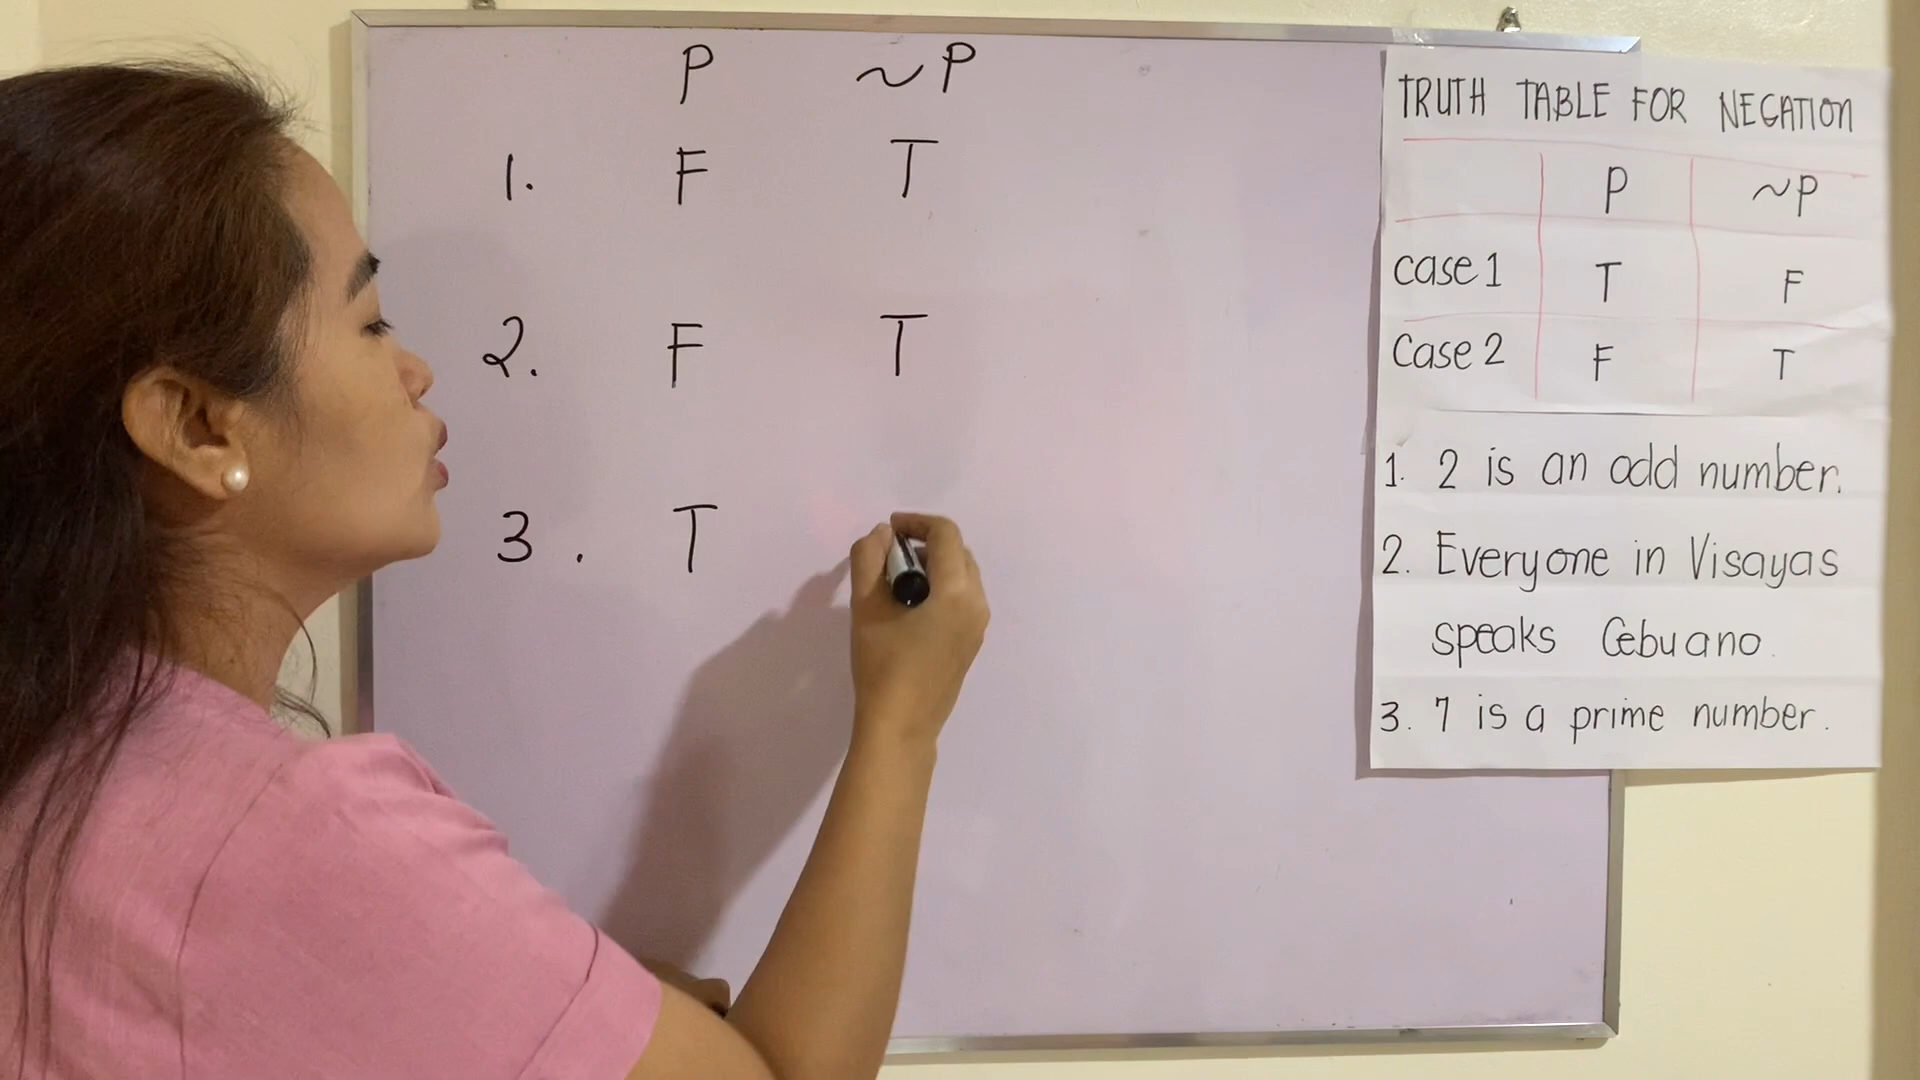 P ~P
1. F T
2. F T
3. T
TRUTH TABLE FOR NEGATION
P ~P
case 1 T F
Case 2 F T
1. 2 is an odd number.
2. Everyone in Visayas
speaks Cebuano.
3. 7 is a prime number.